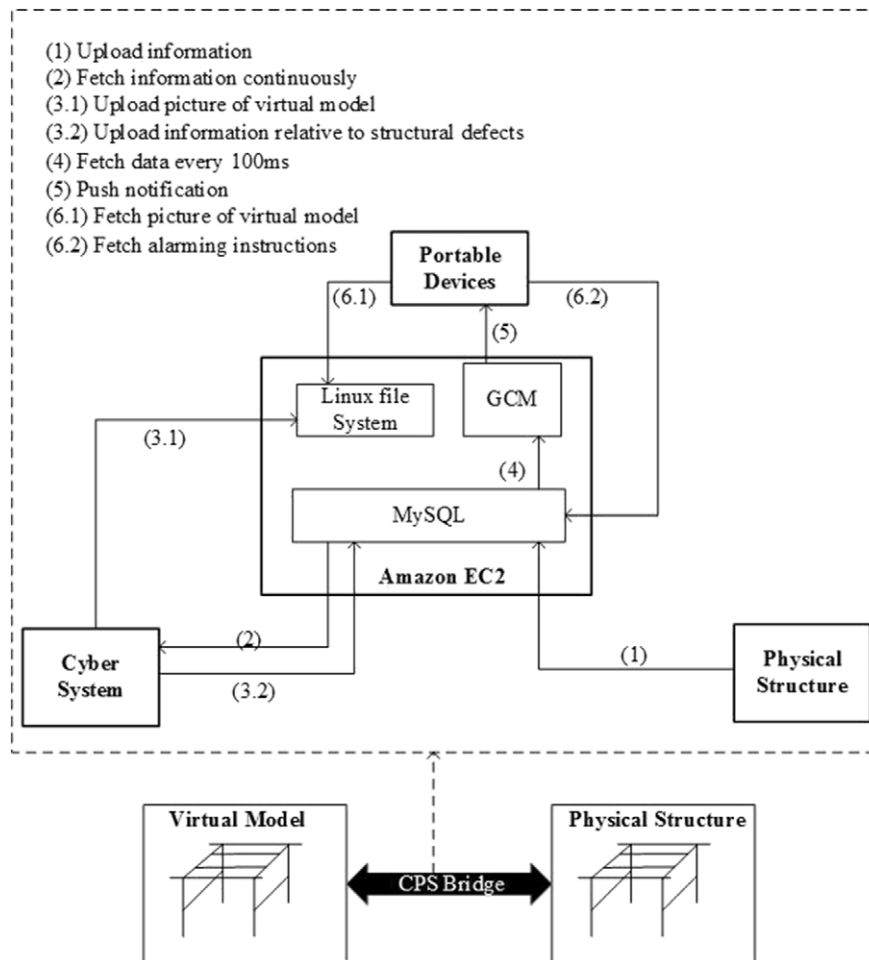 (1) Upload information
(2) Fetch information continuously
(3.1) Upload picture of virtual model
(3.2) Upload information relative to structural defects
(4) Fetch data every 100ms
(5) Push notification
(6.1) Fetch picture of virtual model
(6.2) Fetch alarming instructions
Portable
Devices
(6.1)
(6.2)
(5)
Linux file
System
GCM
(3.1)
(4)
MySQL
Amazon EC2
Cyber
System
(2)
(3.2)
(1)
Physical
Structure
Virtual Model
Physical Structure
CPS Bridge